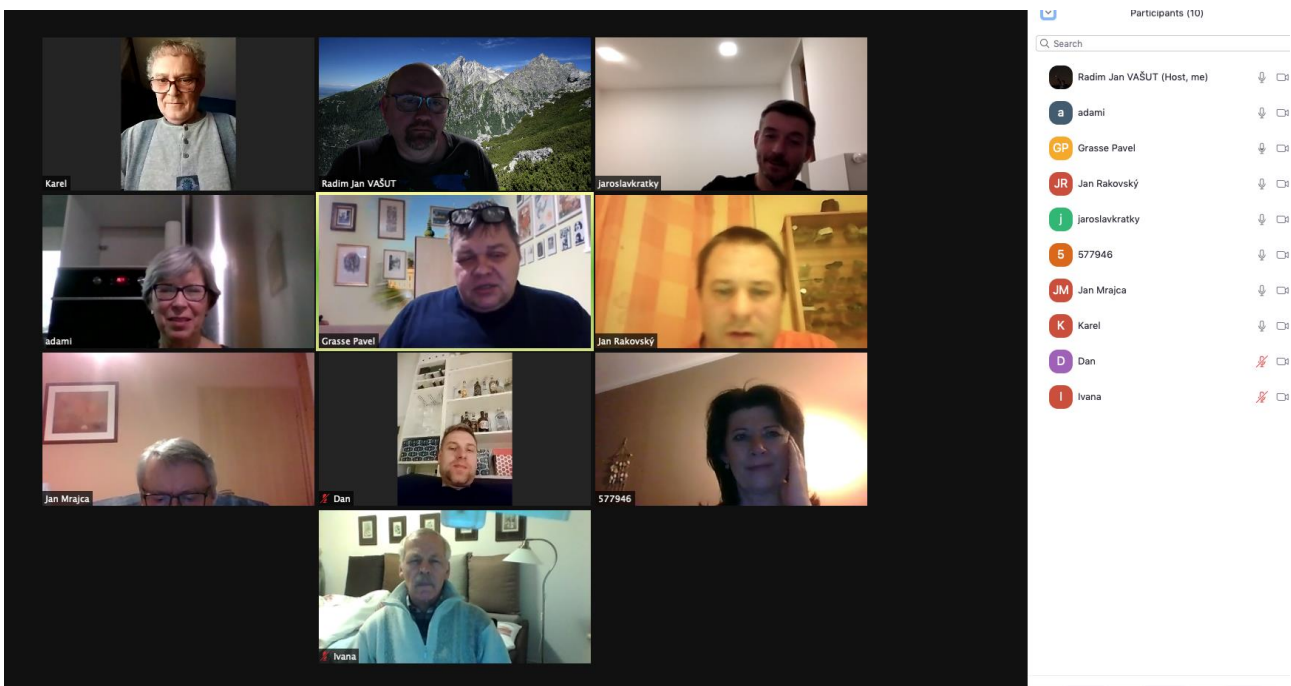 Karel
Radim Jan VAŠUT
jaroslavkratky
adami
Grasse Pavel
Jan Rakovský
Jan Mrajca
Dan
577946
Ivana
Participants (10)
Search
Radim Jan VAŠUT (Host, me)
a adami
GP Grasse Pavel
JR Jan Rakovský
j jaroslavkratky
5 577946
JM Jan Mrajca
K Karel
D Dan
I Ivana